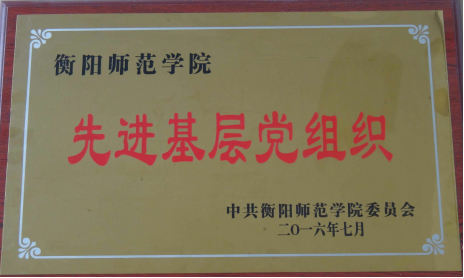 衡阳师范学院
先进基层党组织
中共衡阳师范学院委员会
二〇一六年七月